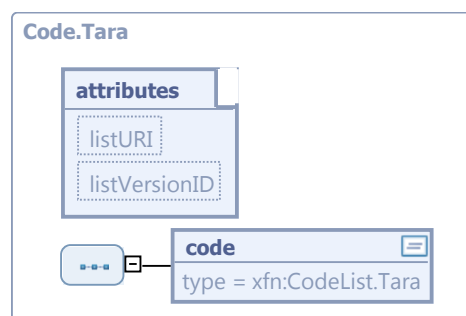 Code.Tara
attributes
listURI
listVersionID
code
type = xfn:CodeList.Tara